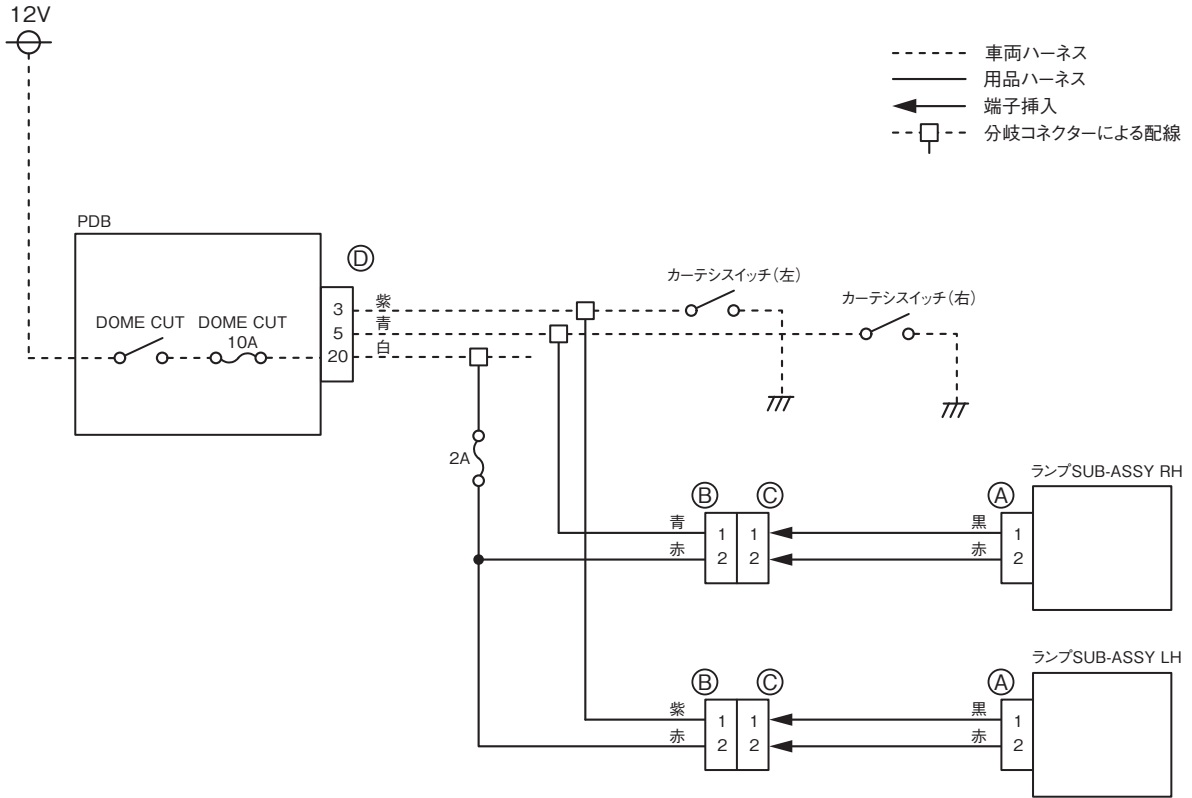 12V
車両ハーネス
用品ハーネス
端子挿入
分岐コネクターによる配線
PDB
D
カーテシスイッチ(左)
カーテシスイッチ(右)
DOME CUT
DOME CUT
10A
3
紫
5
青
20
白
2A
ランプSUB-ASSY RH
B
C
A
青
1
1
黒
1
赤
2
2
赤
2
ランプSUB-ASSY LH
B
C
A
紫
1
1
黒
1
赤
2
2
赤
2